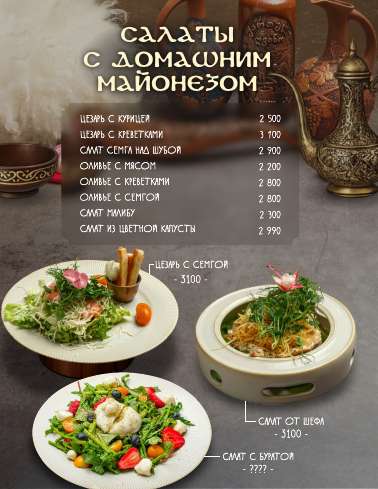 САЛАТЫ
С ДОМАШНИМ
МАЙОНЕЗОМ
ЦЕЗАРЬ С КУРИЦЕЙ 2 500
ЦЕЗАРЬ С КРЕВЕТКАМИ 3 100
САЛАТ СЕМГА НАД ШУБОЙ 2 900
ОЛИВЬЕ С МЯСОМ 2 200
ОЛИВЬЕ С КРЕВЕТКАМИ 2 800
ОЛИВЬЕ С СЕМГОЙ 2 800
САЛАТ МАЛИБУ 2 300
САЛАТ ИЗ ЦВЕТНОЙ КАПУСТЫ 2 990
ЦЕЗАРЬ С СЕМГОЙ
- 3100 -
САЛАТ ОТ ШЕФА
- 3100 -
САЛАТ С БУРАТОЙ
- ???? -